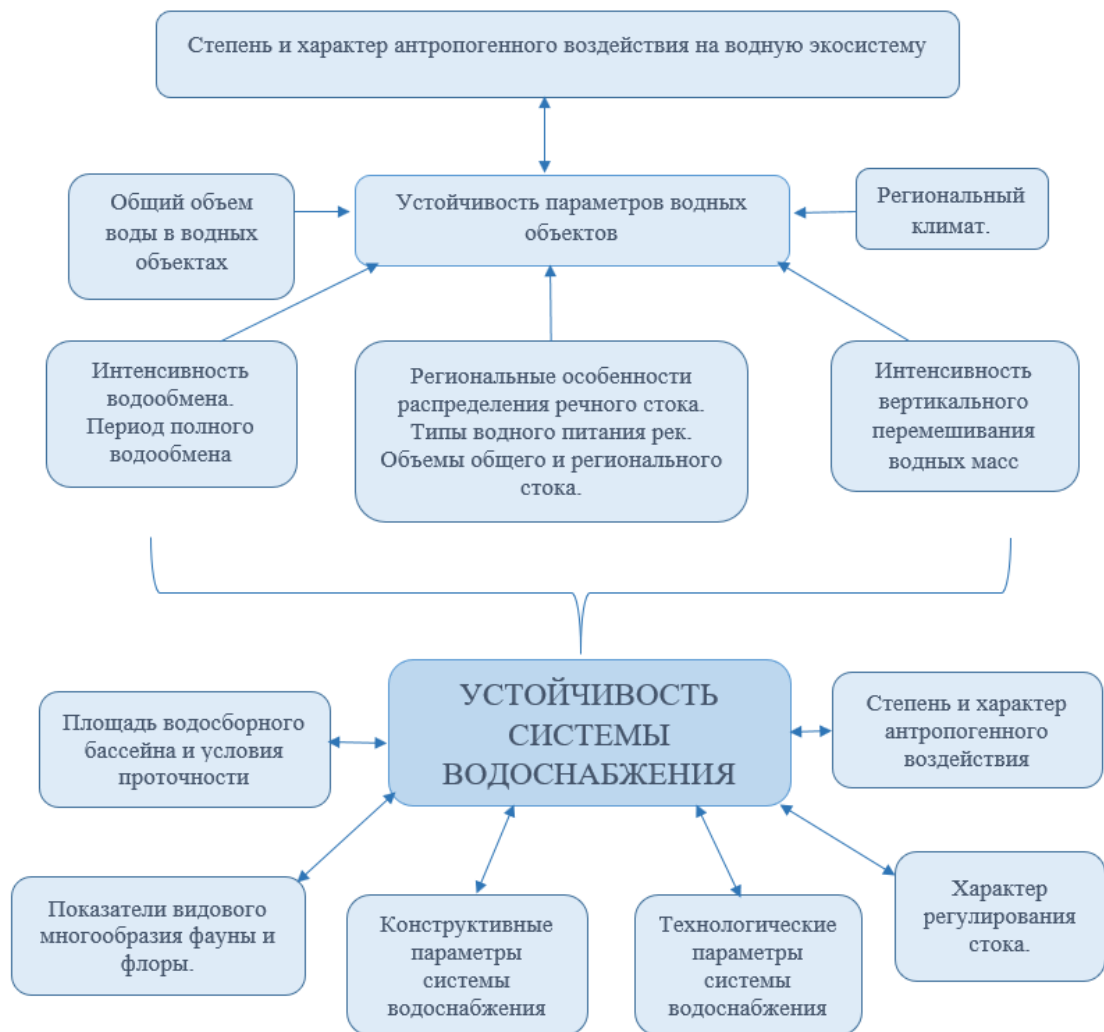 Степень и характер антропогенного воздействия на водную экосистему
Общий объем
воды в водных
объектах
Устойчивость параметров водных
объектов
Региональный
климат.
Интенсивность
водообмена.
Период полного
водообмена
Региональные особенности
распределения речного стока.
Типы водного питания рек.
Объемы общего и регионального
стока.
Интенсивность
вертикального
перемешивания
водных масс
УСТОЙЧИВОСТЬ
СИСТЕМЫ
ВОДОСНАБЖЕНИЯ
Площадь водосборного
бассейна и условия
проточности
Степень и характер
антропогенного
воздействия
Показатели видового
многообразия фауны и
флоры.
Конструктивные
параметры
системы
водоснабжения
Технологические
параметры
системы
водоснабжения
Характер
регулирования
стока.